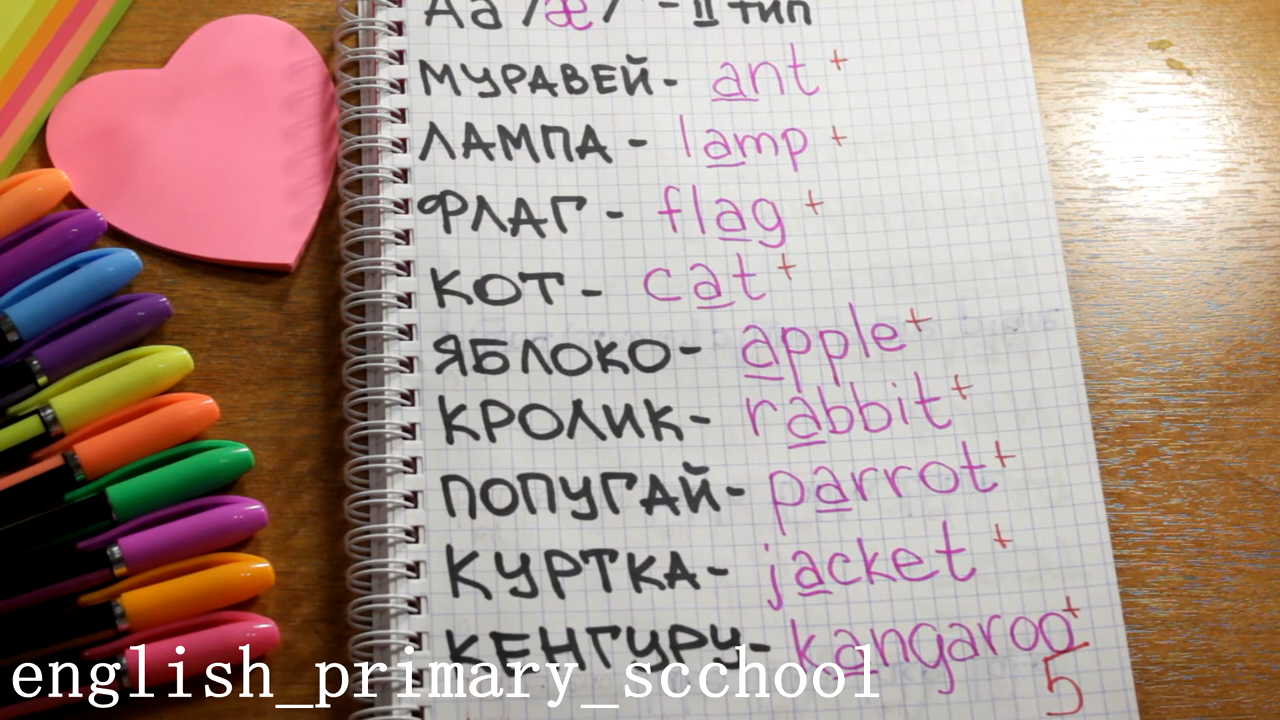 Aa /æ/ - II тип
МУРАВЕЙ - ant +
ЛАМПА - lamp +
ФЛАГ - flag +
КОТ - cat +
ЯБЛОКО - apple +
КРОЛИК - rabbit +
ПОПУГАЙ - parrot +
КУРТКА - jacket +
КЕНГУРУ - kangaroo +
5
english_primary_scchool